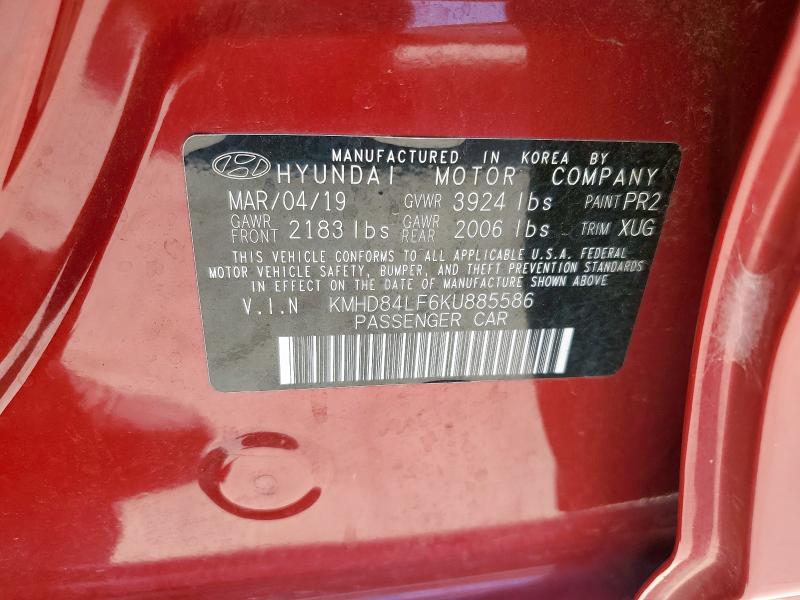 MANUFACTURED IN KOREA BY
HYUNDAI MOTOR COMPANY
MAR/04/19 GVWR 3924 lbs PAINT PR2
GAWR FRONT 2183 lbs GAWR REAR 2006 lbs TRIM XUG
THIS VEHICLE CONFORMS TO ALL APPLICABLE U.S.A. FEDERAL
MOTOR VEHICLE SAFETY, BUMPER, AND THEFT PREVENTION STANDARDS
IN EFFECT ON THE DATE OF MANUFACTURE SHOWN ABOVE
V.I.N KMHD84LF6KU885586
PASSENGER CAR